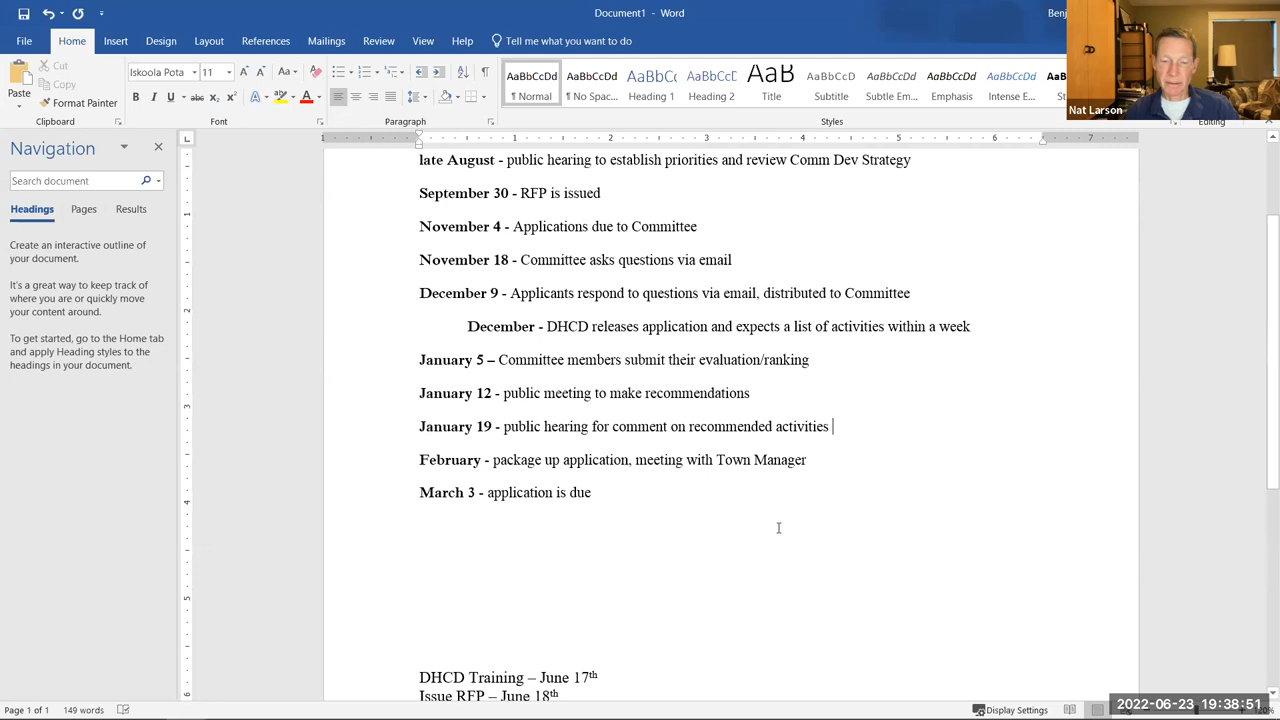 Document1 - Word
Benj
File Home Insert Design Layout References Mailings Review View Help Tell me what you want to do
Paste
Cut
Copy
Format Painter
Clipboard
Iskoola Pota 11
Font
Paragraph
AaBbCcDd ¶ Normal
AaBbCcDd ¶ No Spac...
AaBbCc Heading 1
AaBbCcD Heading 2
AaB Title
AaBbCcDd Subtitle
AaBbCcDd Subtle Em...
AaBbCcDd Emphasis
AaBbCcDd Intense E...
Styles
Editing
Nat Larson
Navigation
Search document
Headings Pages Results
Create an interactive outline of
your document.
It's a great way to keep track of
where you are or quickly move
your content around.
To get started, go to the Home tab
and apply Heading styles to the
headings in your document.
late August - public hearing to establish priorities and review Comm Dev Strategy
September 30 - RFP is issued
November 4 - Applications due to Committee
November 18 - Committee asks questions via email
December 9 - Applicants respond to questions via email, distributed to Committee
December - DHCD releases application and expects a list of activities within a week
January 5 – Committee members submit their evaluation/ranking
January 12 - public meeting to make recommendations
January 19 - public hearing for comment on recommended activities
February - package up application, meeting with Town Manager
March 3 - application is due
DHCD Training – June 17th
Issue RFP – June 18th
Page 1 of 1 149 words
Display Settings
2022-06-23 19:38:51